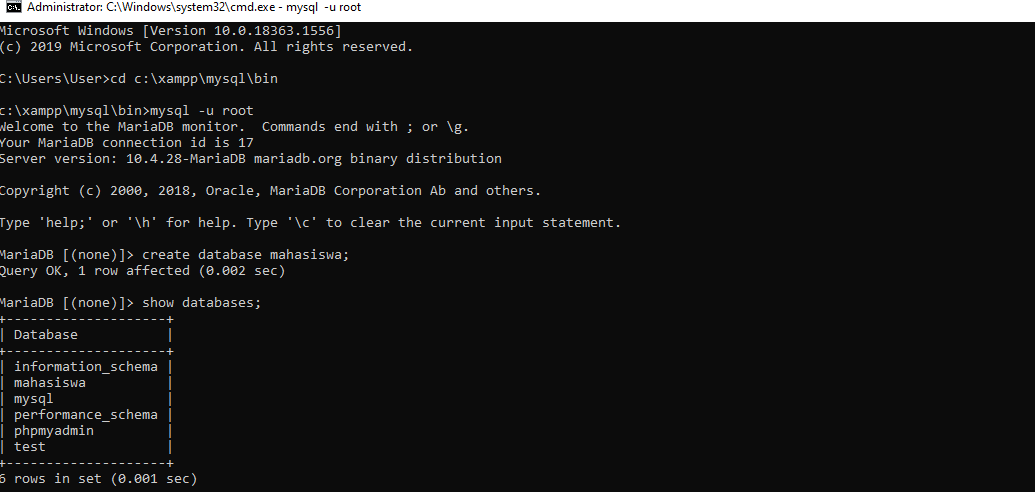 Administrator: C:\Windows\system32\cmd.exe - mysql -u root
Microsoft Windows [Version 10.0.18363.1556]
(c) 2019 Microsoft Corporation. All rights reserved.
C:\Users\User>cd c:\xampp\mysql\bin
c:\xampp\mysql\bin>mysql -u root
Welcome to the MariaDB monitor.  Commands end with ; or \g.
Your MariaDB connection id is 17
Server version: 10.4.28-MariaDB mariadb.org binary distribution
Copyright (c) 2000, 2018, Oracle, MariaDB Corporation Ab and others.
Type 'help;' or '\h' for help. Type '\c' to clear the current input statement.
MariaDB [(none)]> create database mahasiswa;
Query OK, 1 row affected (0.002 sec)
MariaDB [(none)]> show databases;
+--------------------+
| Database           |
+--------------------+
| information_schema |
| mahasiswa          |
| mysql              |
| performance_schema |
| phpmyadmin         |
| test               |
+--------------------+
6 rows in set (0.001 sec)